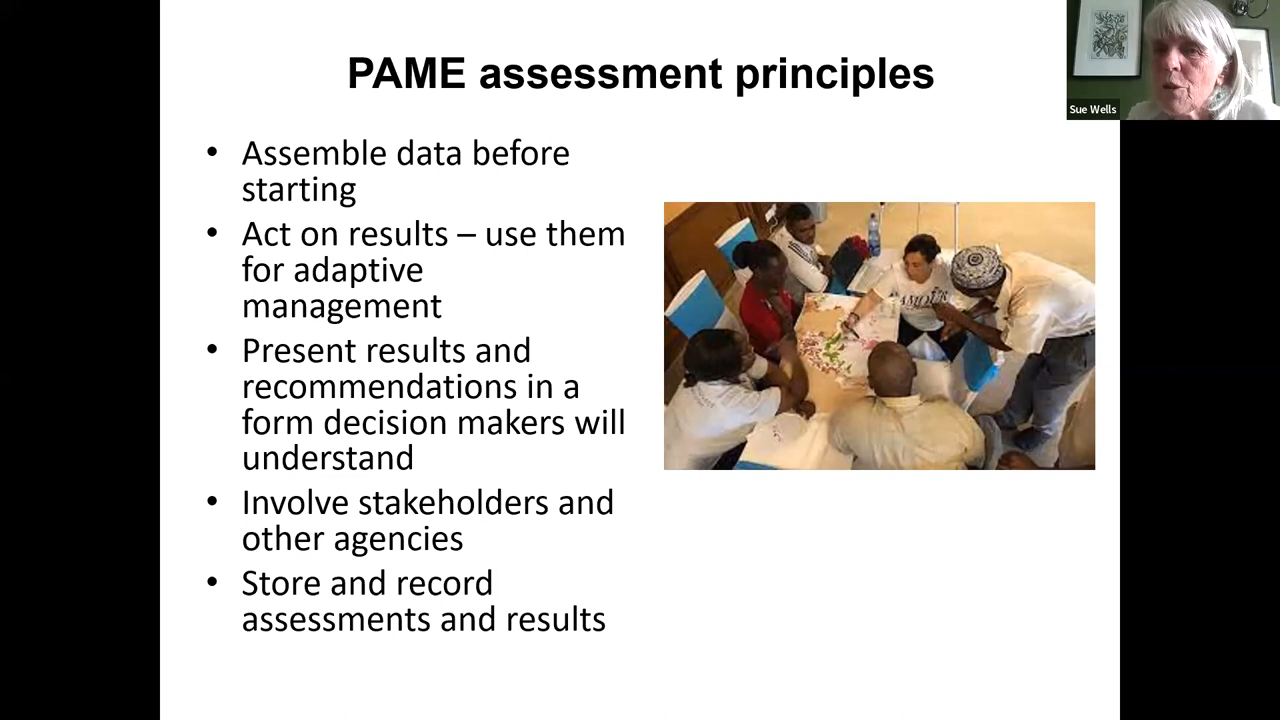 PAME assessment principles
Sue Wells
• Assemble data before
starting
• Act on results – use them
for adaptive
management
• Present results and
recommendations in a
form decision makers will
understand
• Involve stakeholders and
other agencies
• Store and record
assessments and results